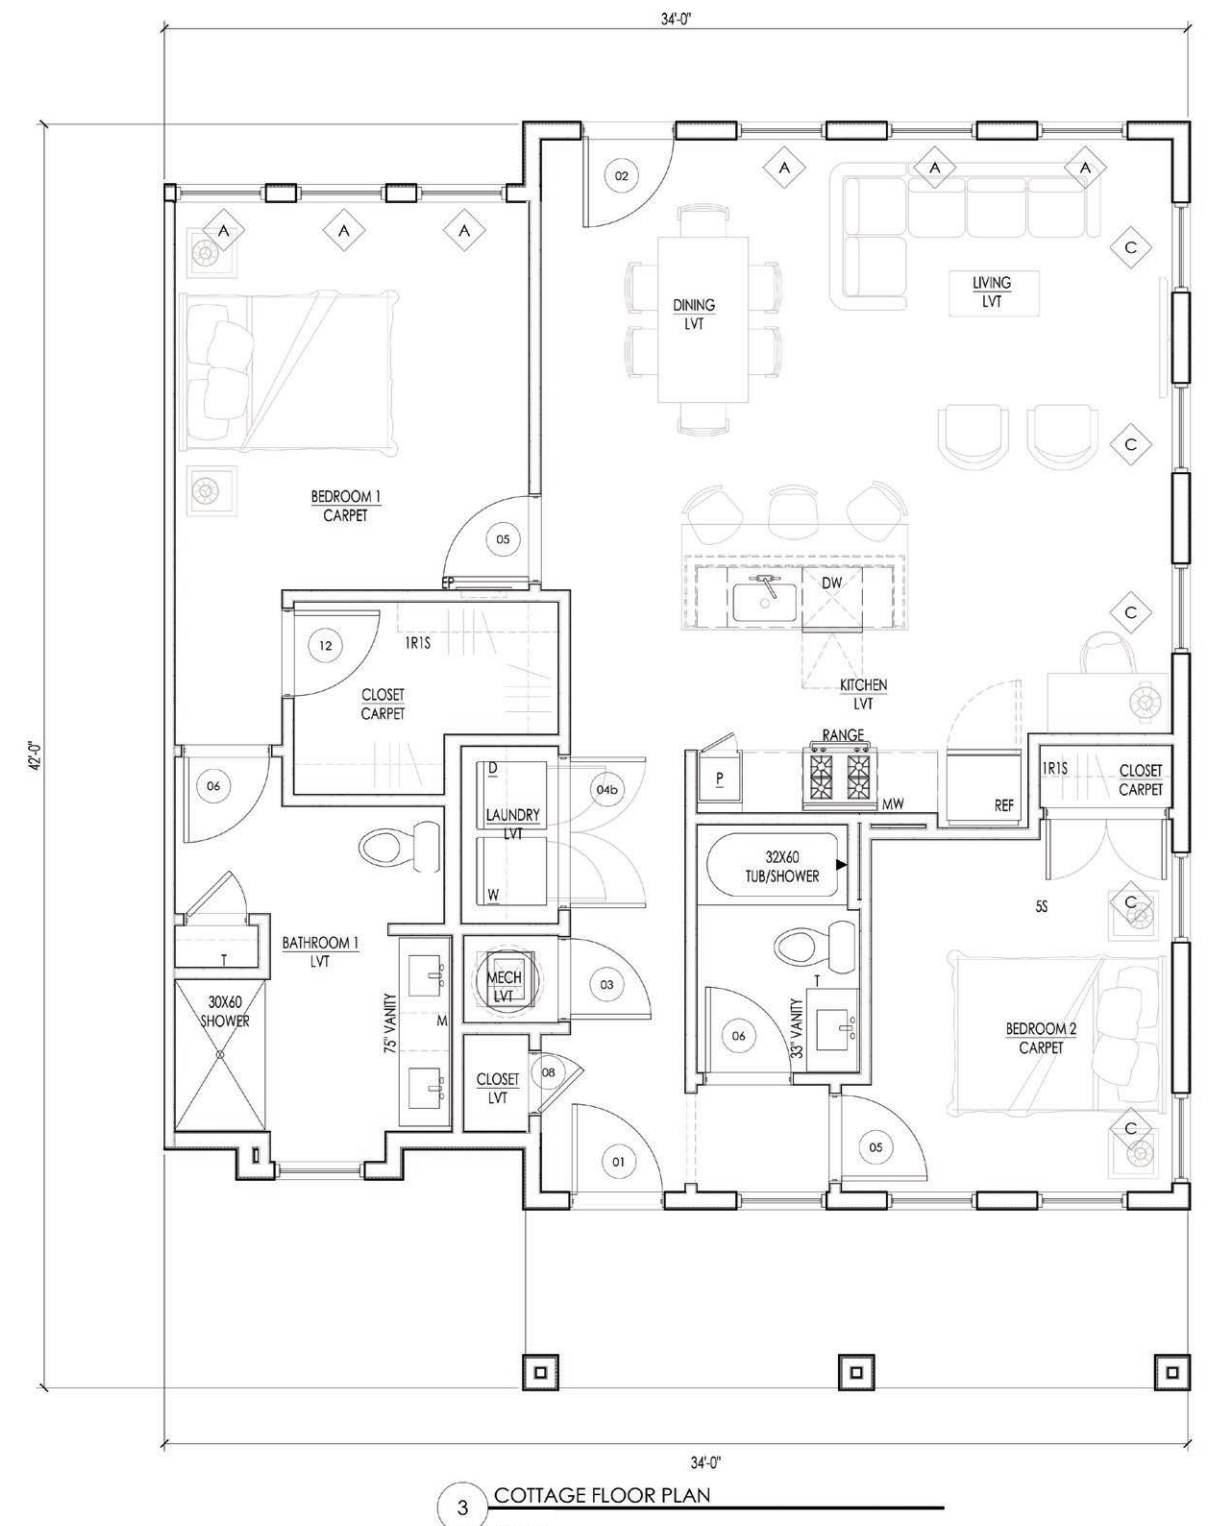 34'-0"
02
A
A
A
A
A
A
C
LIVING
LVT
DINING
LVT
C
BEDROOM 1
CARPET
05
EP
DW
C
12
1R1S
CLOSET
CARPET
KITCHEN
LVT
RANGE
42'-0"
D
04b
P
1R1S
CLOSET
CARPET
06
MW
REF
LAUNDRY
LVT
32X60
TUB/SHOWER
W
5S
C
BATHROOM 1
LVT
T
MECH
LVT
03
T
30X60
SHOWER
75" VANITY
M
33" VANITY
06
BEDROOM 2
CARPET
CLOSET
LVT
08
C
01
05
34'-0"
3
COTTAGE FLOOR PLAN